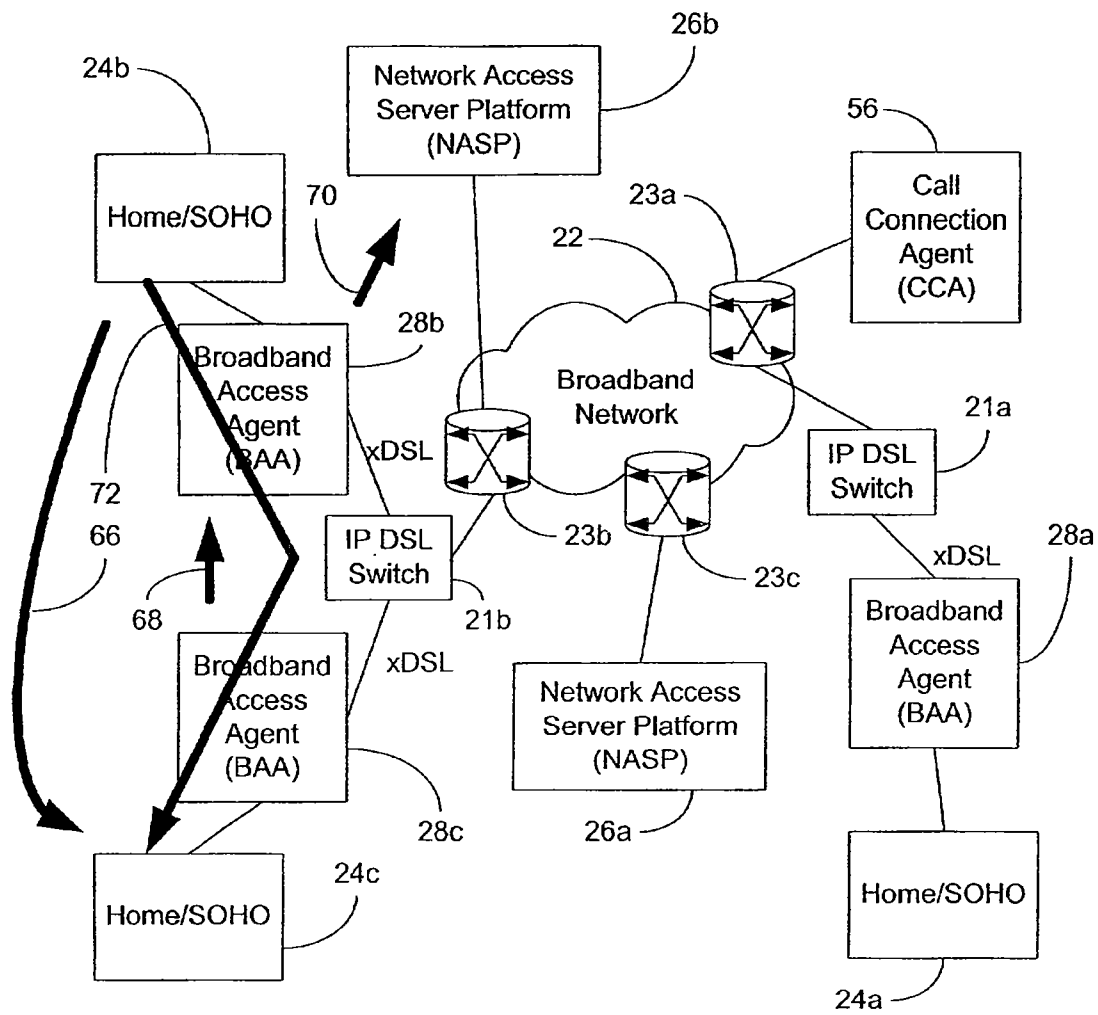 26b
24b
Network Access
Server Platform
(NASP)
56
Home/SOHO
70
23a
Call
Connection
Agent
(CCA)
22
28b
Broadband
Access
Agent
(BAA)
Broadband
Network
xDSL
21a
IP DSL
Switch
72
66
IP DSL
Switch
23b
23c
xDSL
28a
68
21b
Broadband
Access
Agent
(BAA)
xDSL
Network Access
Server Platform
(NASP)
Broadband
Access
Agent
(BAA)
28c
26a
24c
Home/SOHO
Home/SOHO
24a